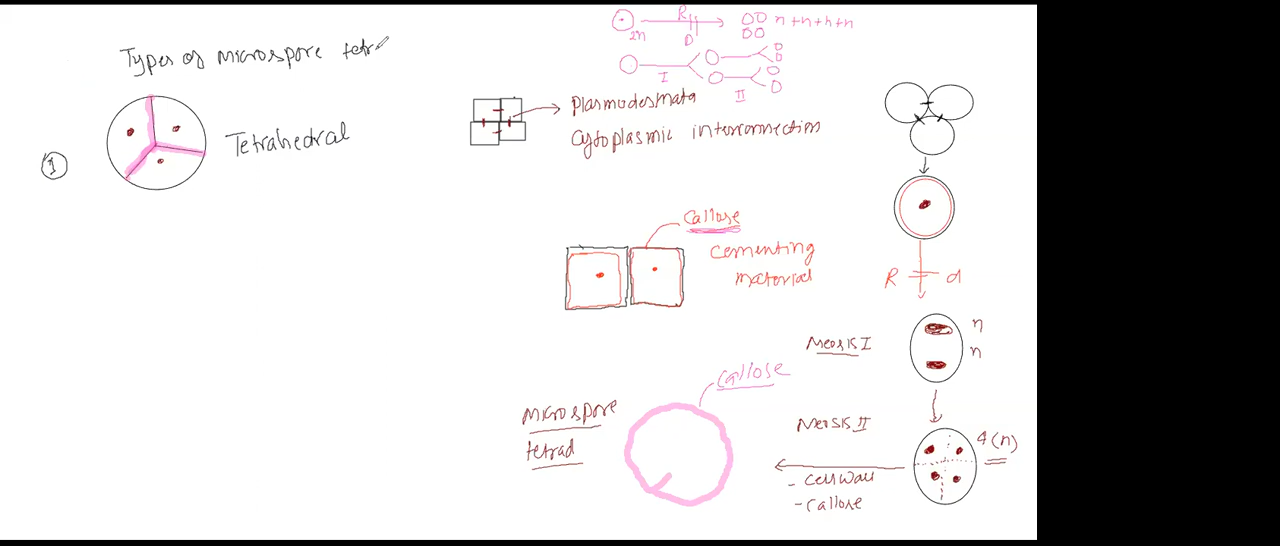 Types of microspore tetr
1
Tetrahedral
R
2n
D
n+n+n+n
I
II
Plasmodesmata
Cytoplasmic interconnection
Callose
Cementing
material
R d
Meosis I
n
n
Meosis II
4(n)
- Cell wall
- Callose
Callose
Microspore
tetrad